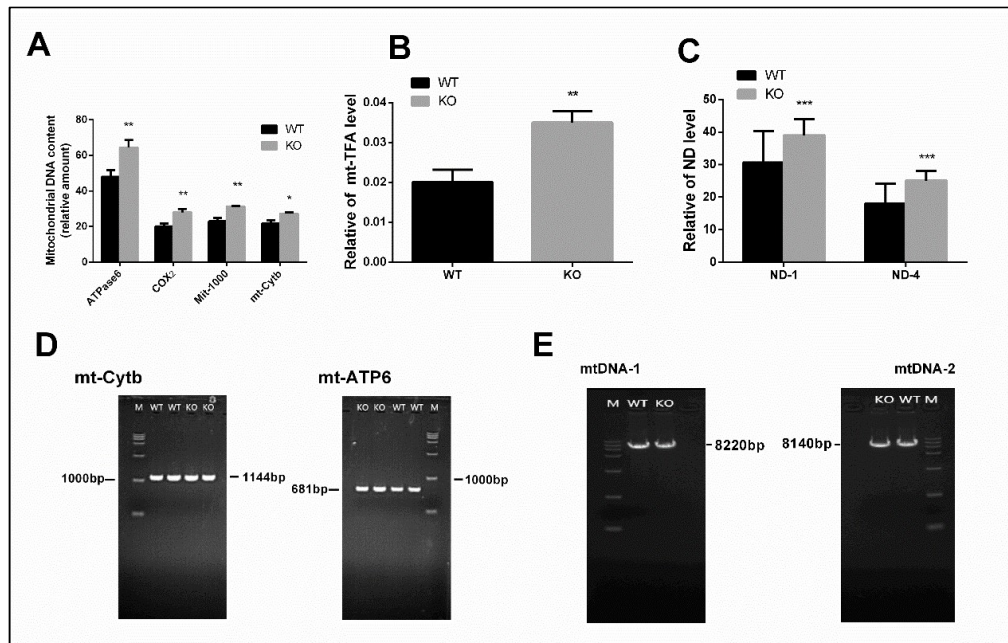 A
WT
KO
Mitochondrial DNA content
(relative amount)
80
60
40
20
0
**
**
**
*
ATPase6
COX2
Mit-1000
mt-Cytb
B
WT
KO
Relative of mt-TFA level
0.04
0.03
0.02
0.01
0.00
**
WT
KO
C
WT
KO
Relative of ND level
50
40
30
20
10
0
***
***
ND-1
ND-4
D
mt-Cytb
M WT WT KO KO
1000bp
1144bp
mt-ATP6
KO KO WT WT M
681bp
1000bp
E
mtDNA-1
M WT KO
8220bp
mtDNA-2
KO WT M
8140bp